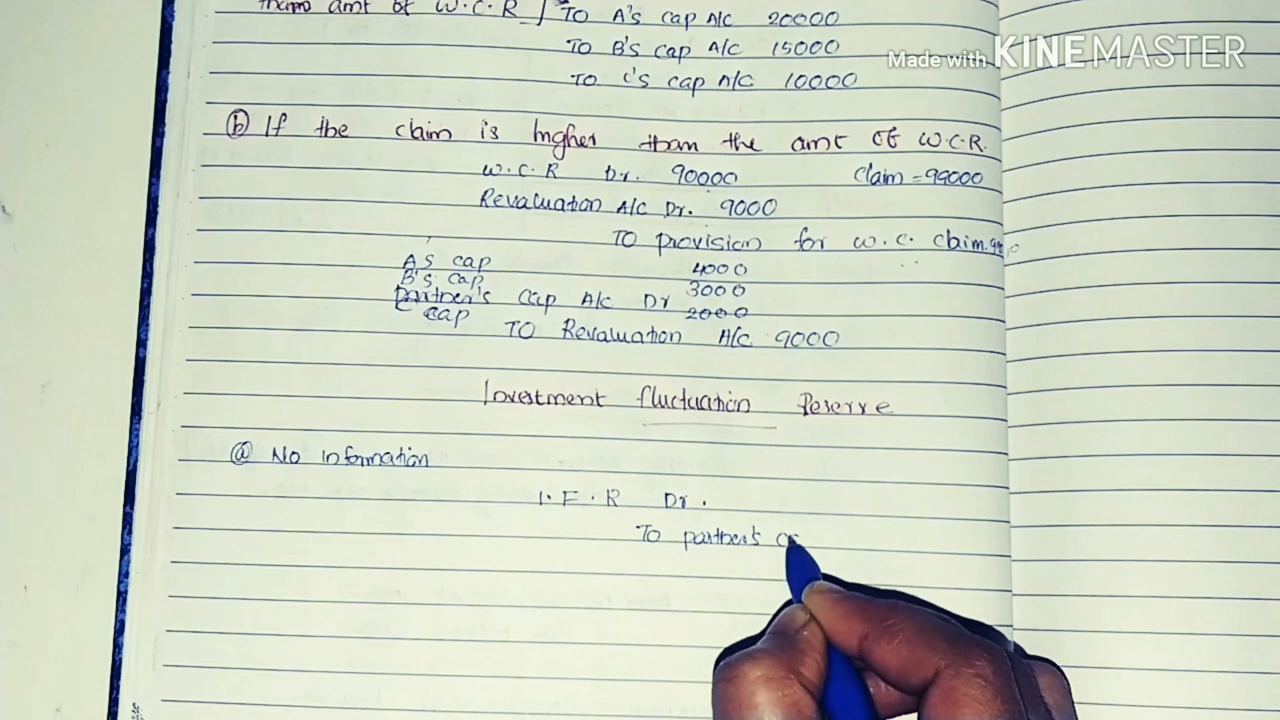 than amt of W.C.R] To A's cap A/c 20000
To B's cap A/c 15000
Made with KINEMASTER
To C's cap A/c 10000
(b) If the claim is higher than the amt of W.C.R.
W.C.R Dr. 90000 Claim = 99000
Revaluation A/c Dr. 9000
To provision for W.C. claim.
A's cap 4000
B's cap 3000
Partner's cap A/c Dr
C cap 2000
To Revaluation A/c 9000
Investment fluctuation Reserve
(a) No information
I.F.R Dr.
To partner's ca